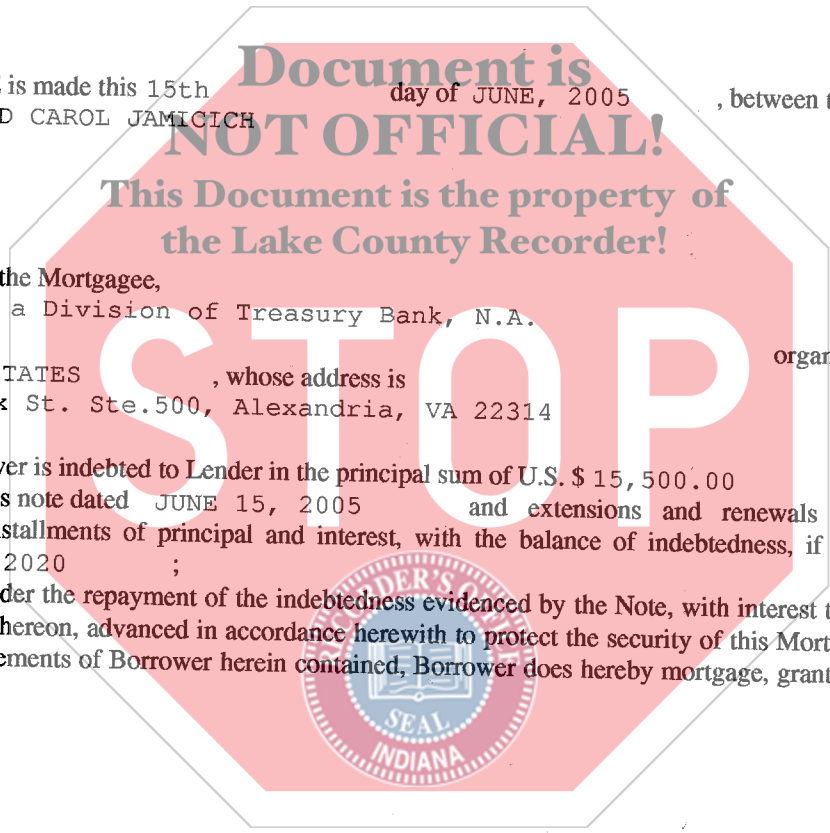 is made this 15th day of JUNE, 2005 , between
D CAROL JAMICICH
Document is
NOT OFFICIAL!
This Document is the property of
the Lake County Recorder!
the Mortgagee,
a Division of Treasury Bank, N.A.
STOP
organ
TATES , whose address is
St. Ste.500, Alexandria, VA 22314
er is indebted to Lender in the principal sum of U.S. $ 15,500.00
s note dated JUNE 15, 2005 and extensions and renewals
stallments of principal and interest, with the balance of indebtedness, if
2020 ;
der the repayment of the indebtedness evidenced by the Note, with interest t
hereon, advanced in accordance herewith to protect the security of this Mort
ements of Borrower herein contained, Borrower does hereby mortgage, grant
RECORDER'S OFFICE
SEAL
INDIANA